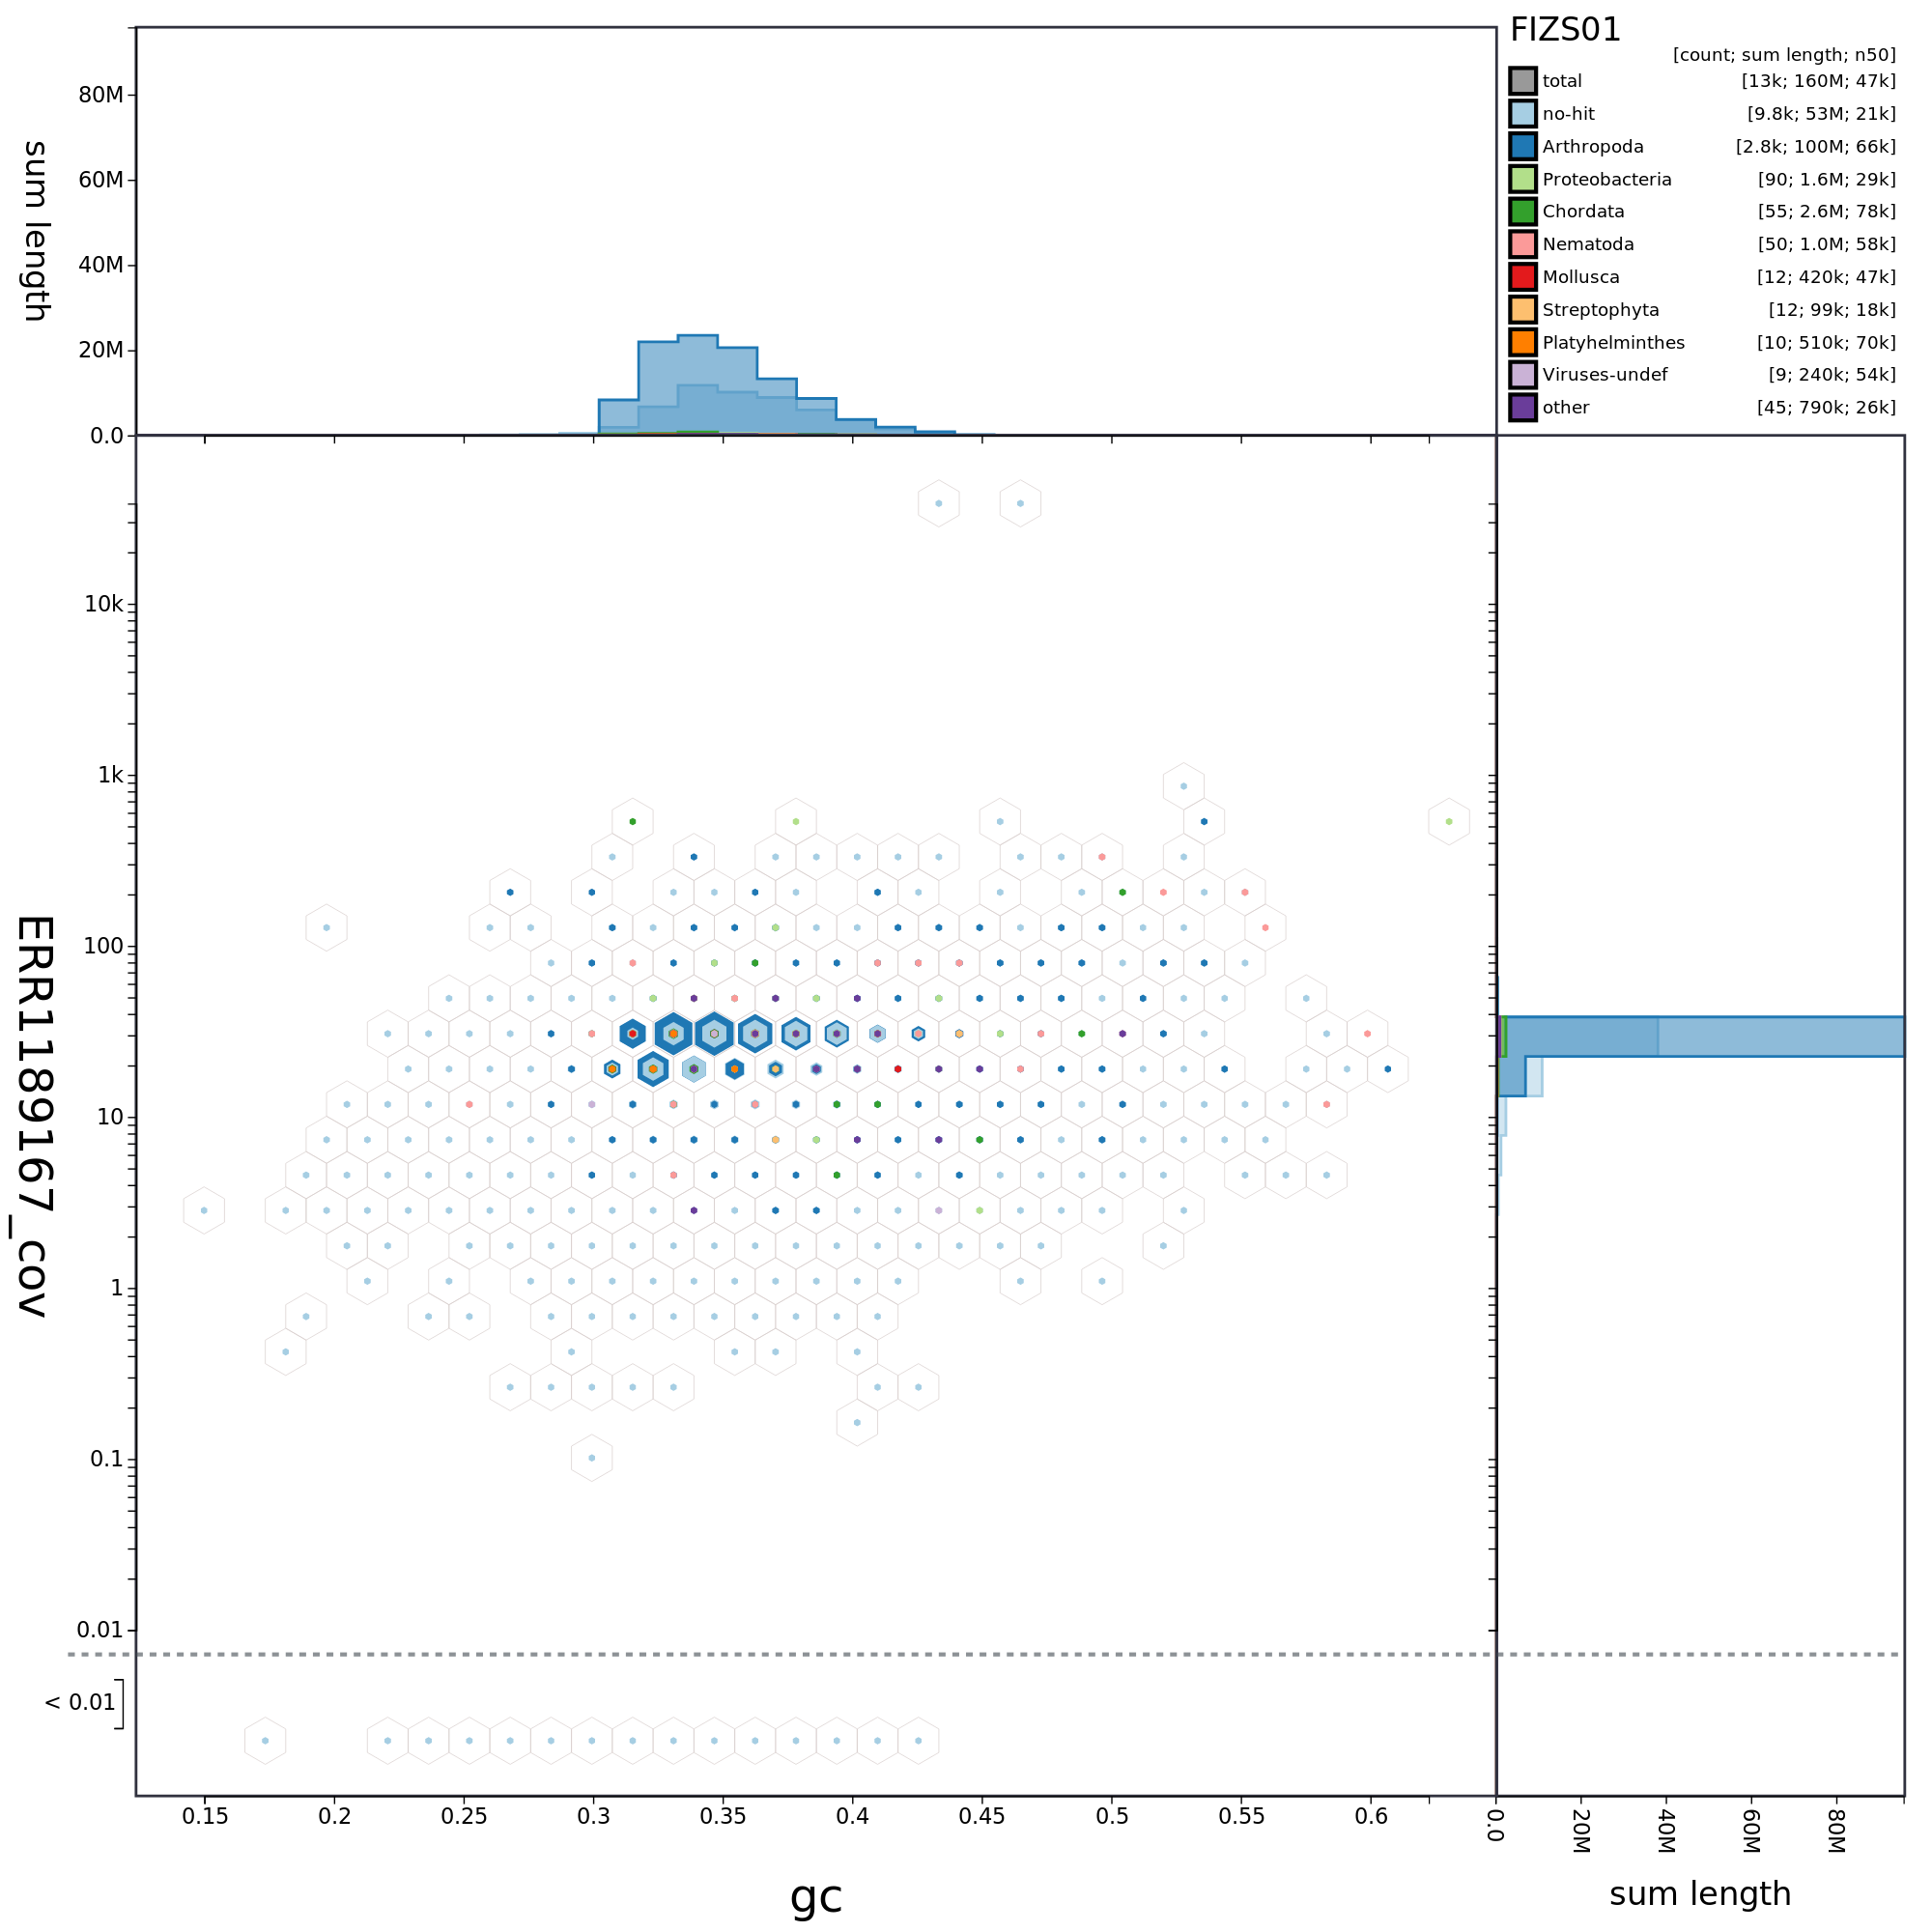 FIZS01
[count; sum length; n50]
total [13k; 160M; 47k]
no-hit [9.8k; 53M; 21k]
Arthropoda [2.8k; 100M; 66k]
Proteobacteria [90; 1.6M; 29k]
Chordata [55; 2.6M; 78k]
Nematoda [50; 1.0M; 58k]
Mollusca [12; 420k; 47k]
Streptophyta [12; 99k; 18k]
Platyhelminthes [10; 510k; 70k]
Viruses-undef [9; 240k; 54k]
other [45; 790k; 26k]
sum length
80M
60M
40M
20M
0.0
ERR1189167_cov
10k
1k
100
10
1
0.1
0.01
< 0.01
0.15 0.2 0.25 0.3 0.35 0.4 0.45 0.5 0.55 0.6
gc
0.0 20M 40M 60M 80M
sum length